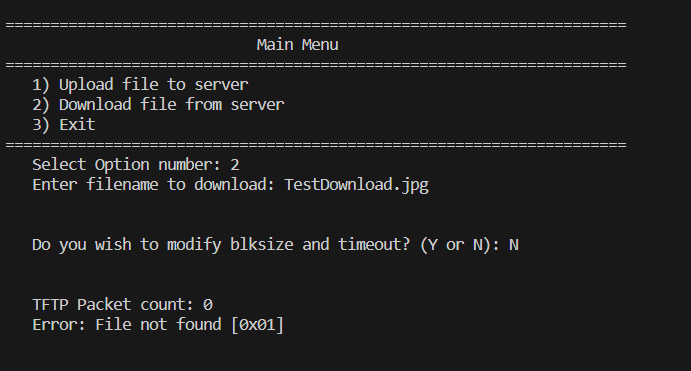 =====================================================================
Main Menu
=====================================================================
1) Upload file to server
2) Download file from server
3) Exit
=====================================================================
Select Option number: 2
Enter filename to download: TestDownload.jpg
Do you wish to modify blksize and timeout? (Y or N): N
TFTP Packet count: 0
Error: File not found [0x01]